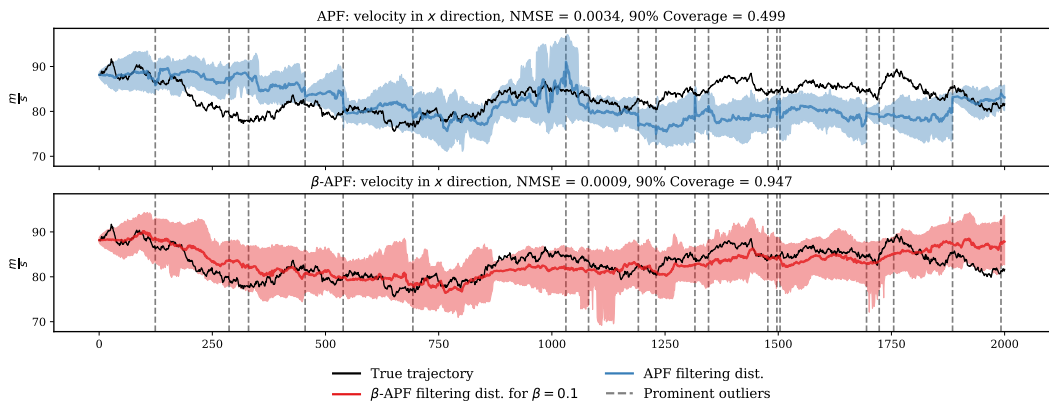 APF: velocity in x direction, NMSE = 0.0034, 90% Coverage = 0.499
90
80
70
m/s
β-APF: velocity in x direction, NMSE = 0.0009, 90% Coverage = 0.947
90
80
70
m/s
0 250 500 750 1000 1250 1500 1750 2000
True trajectory
β-APF filtering dist. for β = 0.1
APF filtering dist.
Prominent outliers